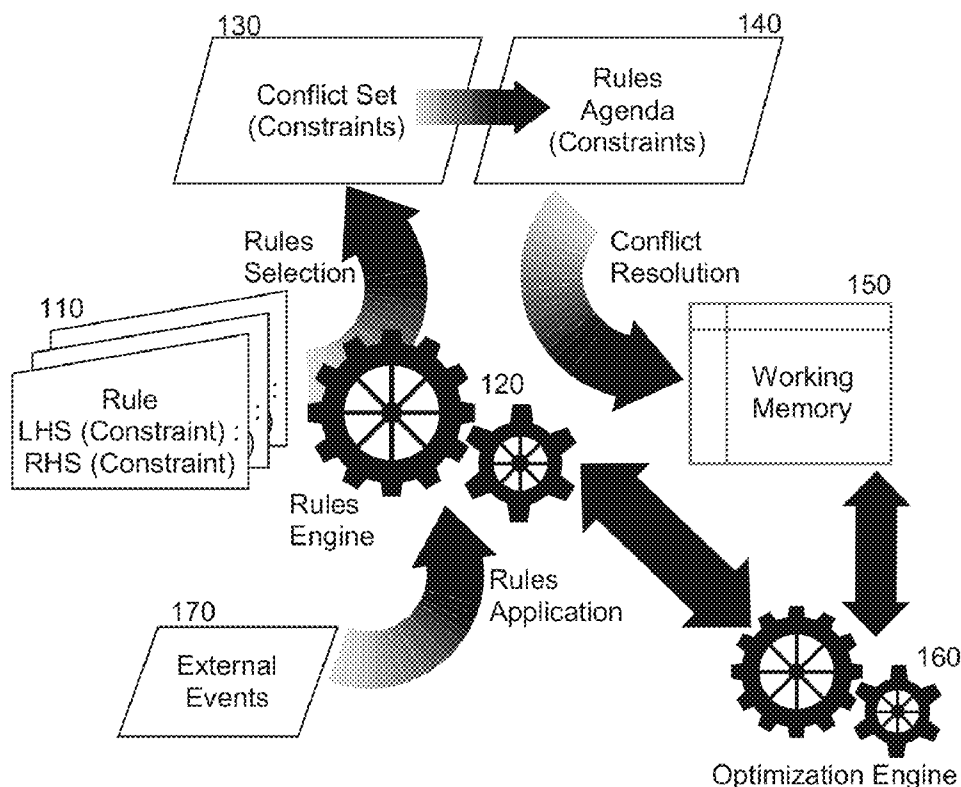 130
140
Conflict Set
(Constraints)
Rules
Agenda
(Constraints)
Rules
Selection
Conflict
Resolution
110
150
Rule
LHS (Constraint) :
RHS (Constraint)
:
:
120
Working
Memory
Rules
Engine
Rules
Application
170
External
Events
160
Optimization Engine